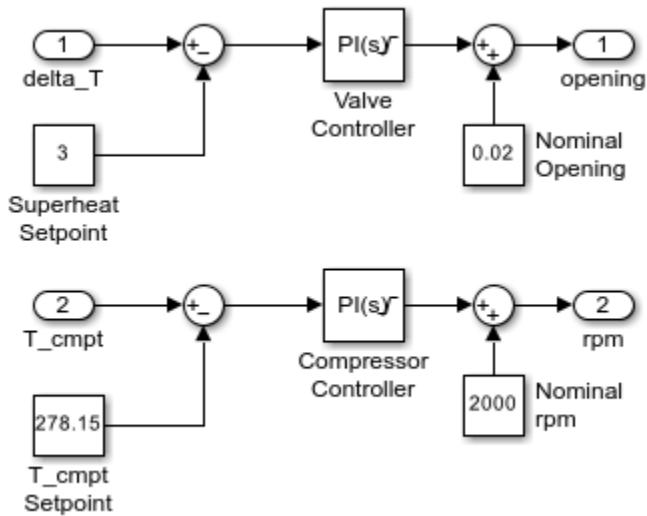 1
delta_T
+
−
PI(s)
Valve
Controller
+
+
1
opening
3
Superheat
Setpoint
0.02
Nominal
Opening
2
T_cmpt
+
−
PI(s)
Compressor
Controller
+
+
2
rpm
278.15
T_cmpt
Setpoint
2000
Nominal
rpm